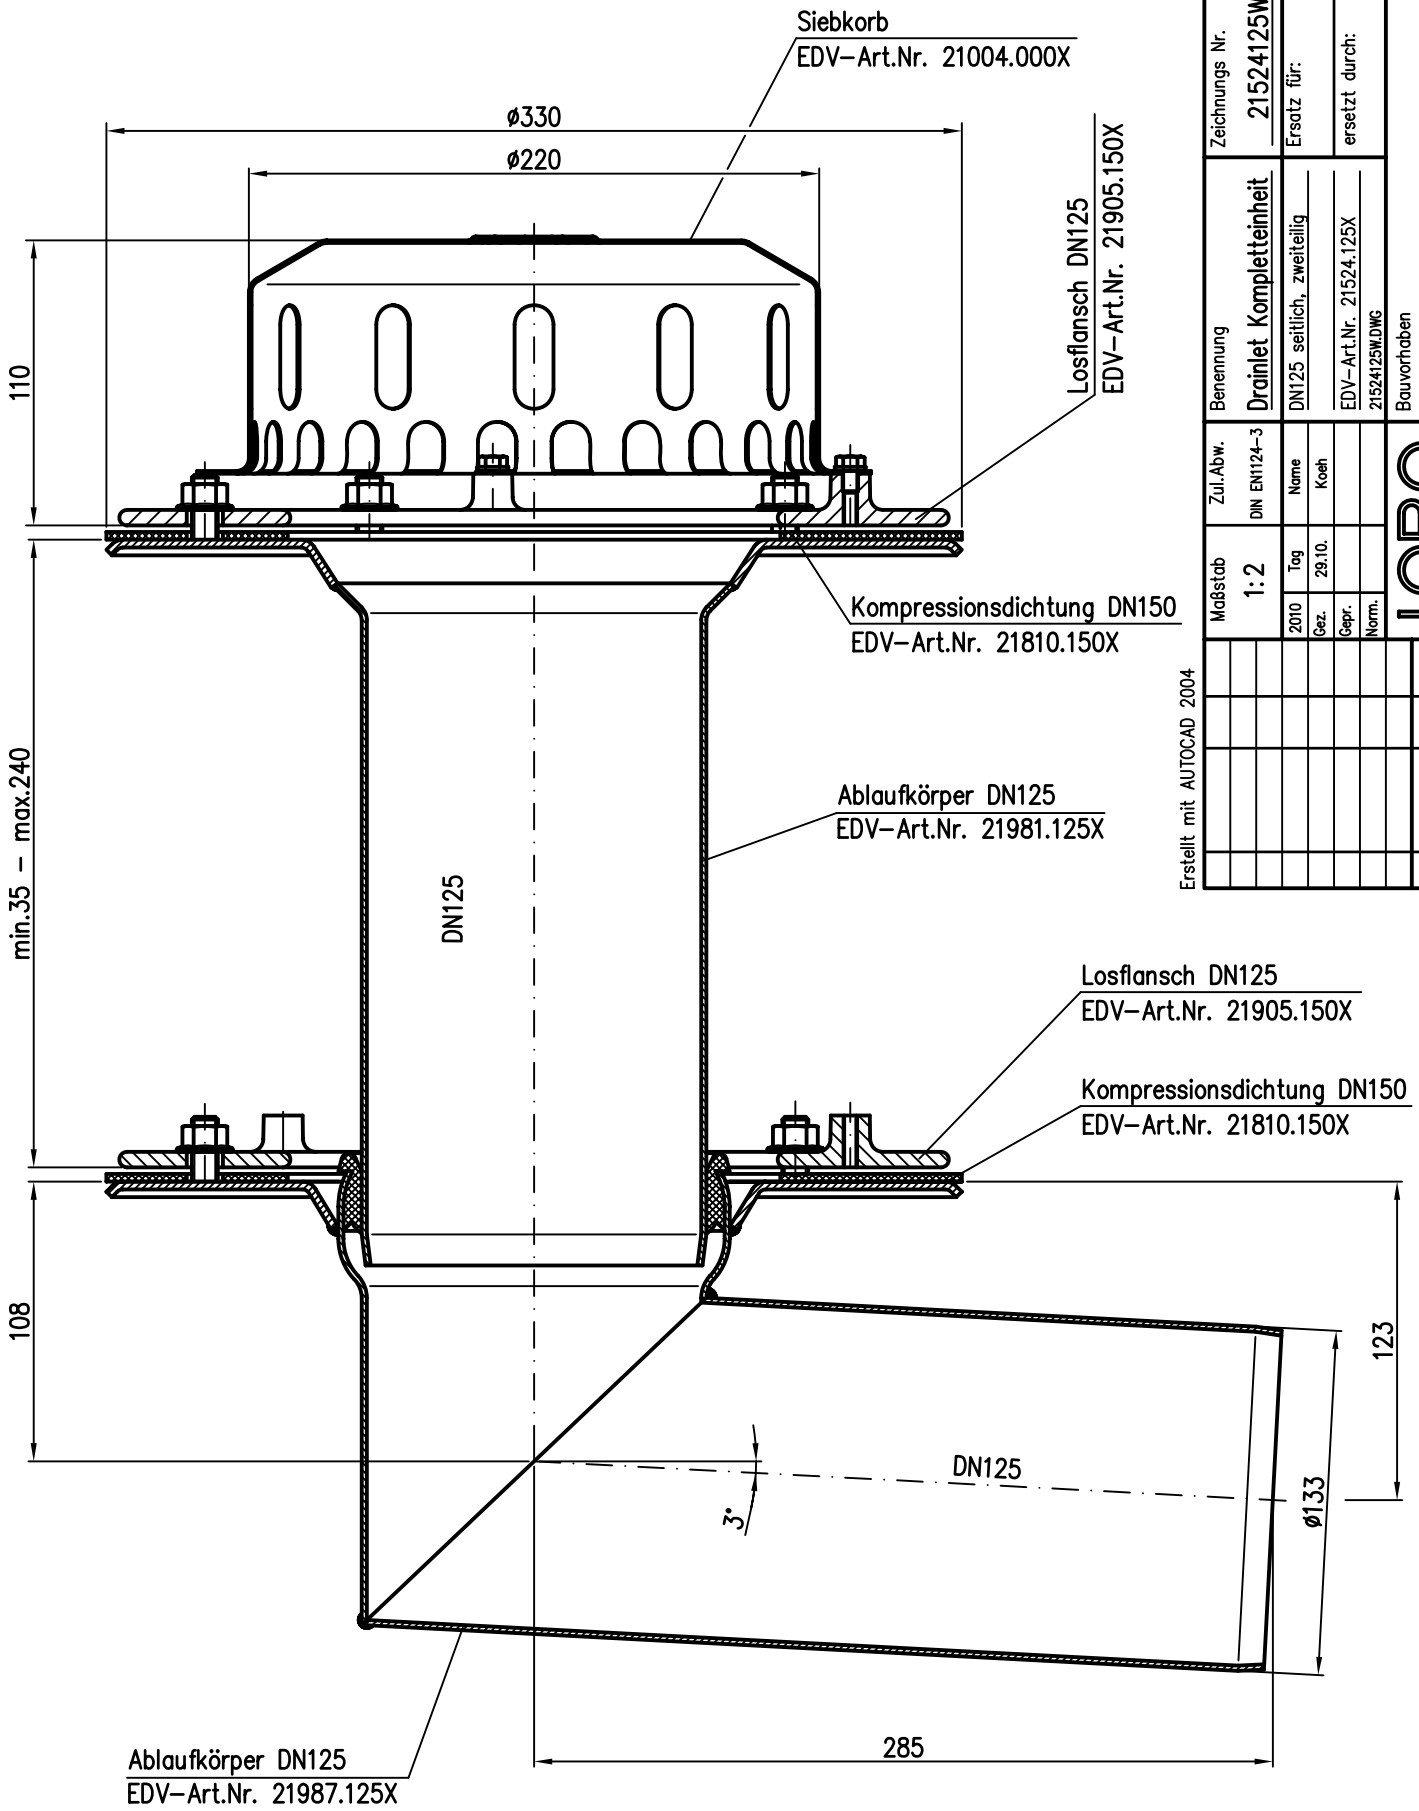 Siebkorb
EDV-Art.Nr. 21004.000X
ø330
ø220
Losflansch DN125
EDV-Art.Nr. 21905.150X
110
Kompressionsdichtung DN150
EDV-Art.Nr. 21810.150X
min.35 - max.240
Ablaufkörper DN125
EDV-Art.Nr. 21981.125X
DN125
Losflansch DN125
EDV-Art.Nr. 21905.150X
Kompressionsdichtung DN150
EDV-Art.Nr. 21810.150X
108
123
DN125
3°
ø133
285
Ablaufkörper DN125
EDV-Art.Nr. 21987.125X
Erstellt mit AUTOCAD 2004
Maßstab
1:2
Zul.Abw.
DIN EN1124-3
Benennung
Drainlet Kompletteinheit
DN125 seitlich, zweiteilig
EDV-Art.Nr. 21524.125X
21524125W.DWG
Zeichnungs Nr.
21524125W
Ersatz für:
ersetzt durch:
2010 Tag Name
Gez. 29.10. Koeh
Gepr.
Norm.
Bauvorhaben